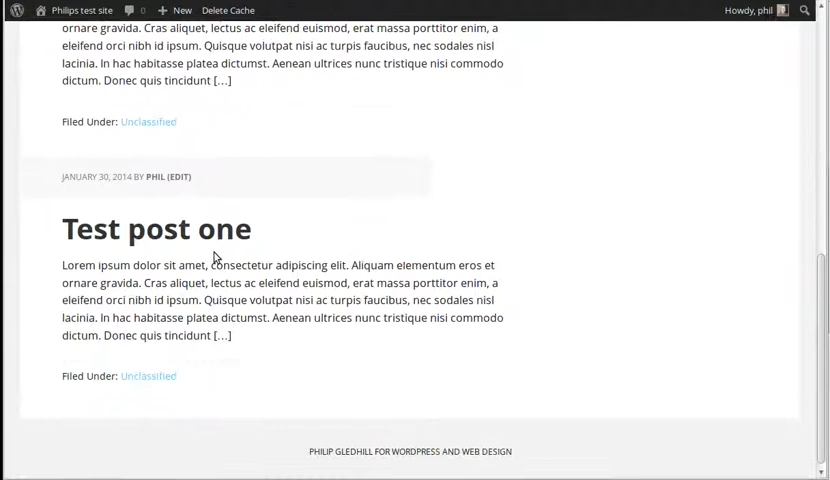 Philips test site 0 New Delete Cache Howdy, phil
ornare gravida. Cras aliquet, lectus ac eleifend euismod, erat massa porttitor enim, a
eleifend orci nibh id ipsum. Quisque volutpat nisi ac turpis faucibus, nec sodales nisl
lacinia. In hac habitasse platea dictumst. Aenean ultrices nunc tristique nisi commodo
dictum. Donec quis tincidunt […]
Filed Under: Unclassified
JANUARY 30, 2014 BY PHIL (EDIT)
Test post one
Lorem ipsum dolor sit amet, consectetur adipiscing elit. Aliquam elementum eros et
ornare gravida. Cras aliquet, lectus ac eleifend euismod, erat massa porttitor enim, a
eleifend orci nibh id ipsum. Quisque volutpat nisi ac turpis faucibus, nec sodales nisl
lacinia. In hac habitasse platea dictumst. Aenean ultrices nunc tristique nisi commodo
dictum. Donec quis tincidunt […]
Filed Under: Unclassified
PHILIP GLEDHILL FOR WORDPRESS AND WEB DESIGN